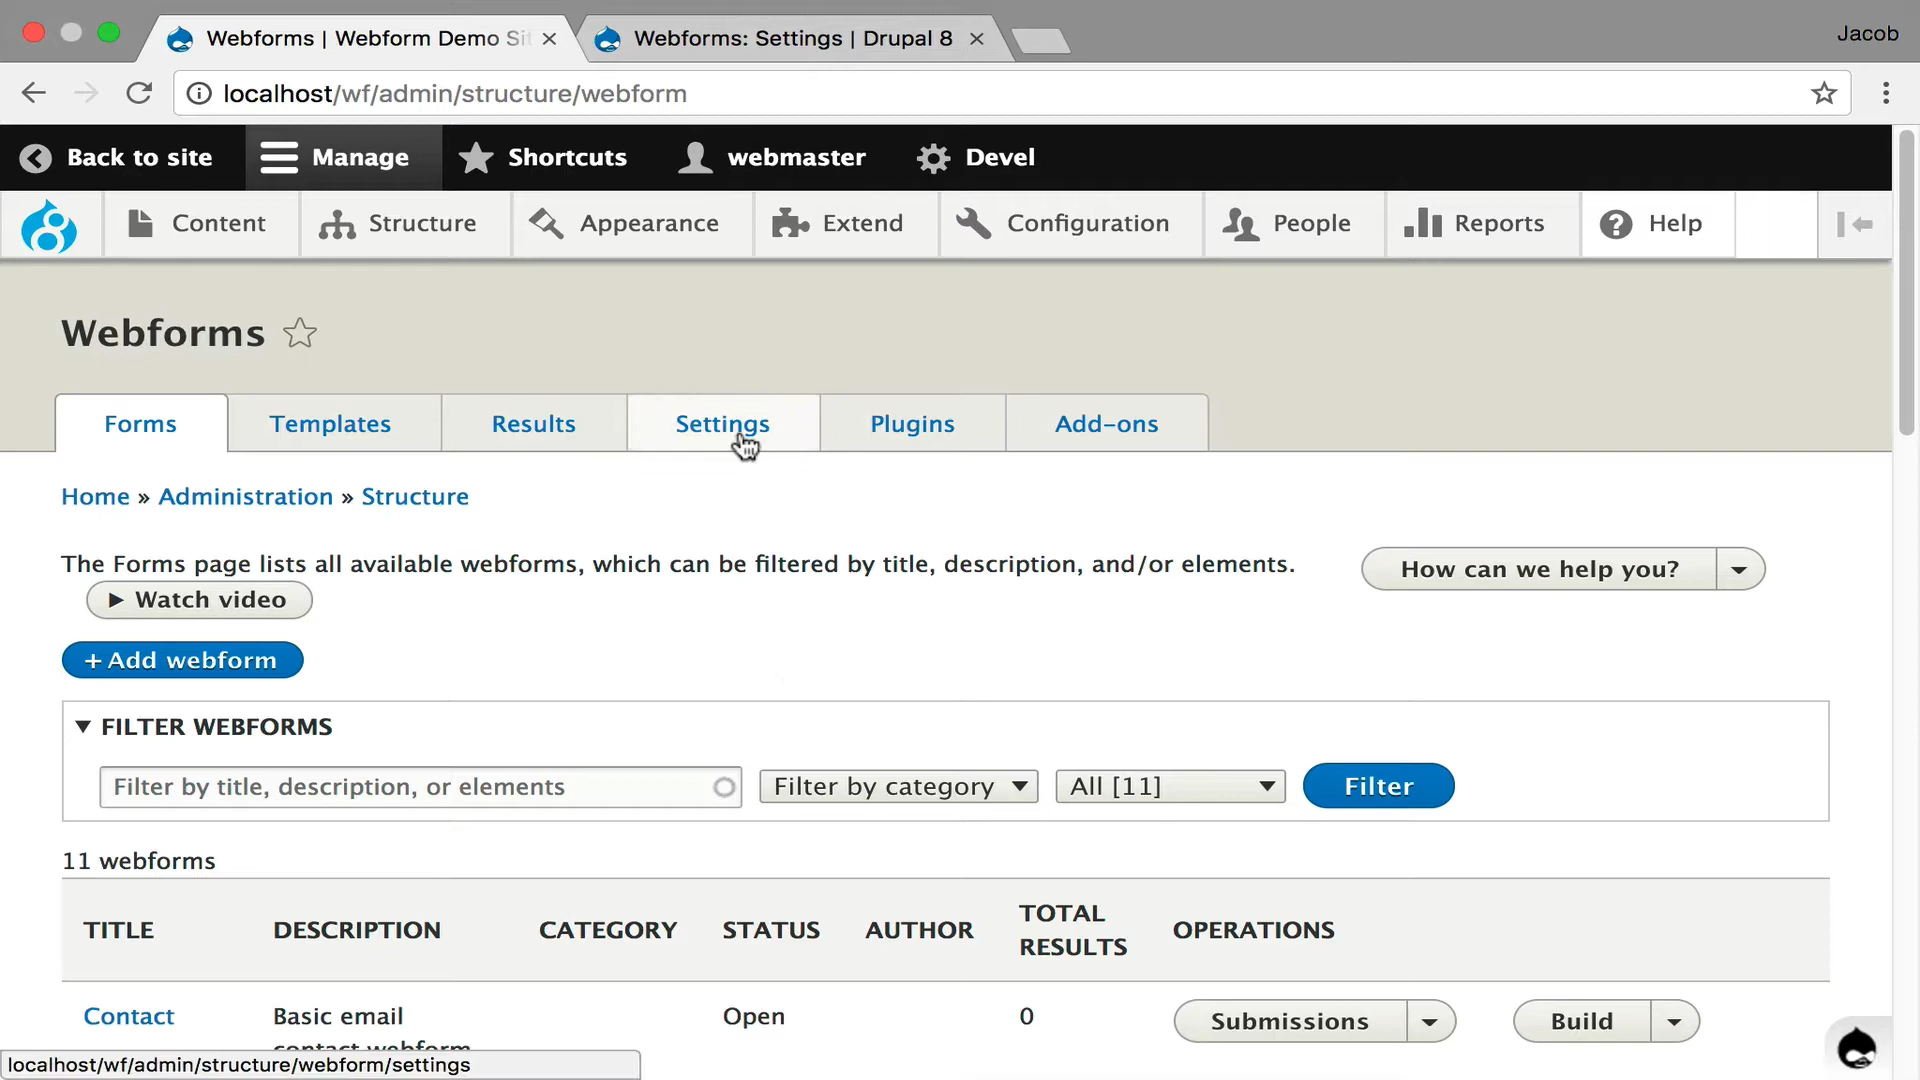 Webforms | Webform Demo Si
Webforms: Settings | Drupal 8
Jacob
localhost/wf/admin/structure/webform
Back to site
Manage
Shortcuts
webmaster
Devel
Content
Structure
Appearance
Extend
Configuration
People
Reports
Help
Webforms
Forms
Templates
Results
Settings
Plugins
Add-ons
Home » Administration » Structure
The Forms page lists all available webforms, which can be filtered by title, description, and/or elements.
Watch video
How can we help you?
+ Add webform
FILTER WEBFORMS
Filter by title, description, or elements
Filter by category
All [11]
Filter
11 webforms
TITLE
DESCRIPTION
CATEGORY
STATUS
AUTHOR
TOTAL
RESULTS
OPERATIONS
Contact
Basic email
contact webform
Open
0
Submissions
Build
localhost/wf/admin/structure/webform/settings